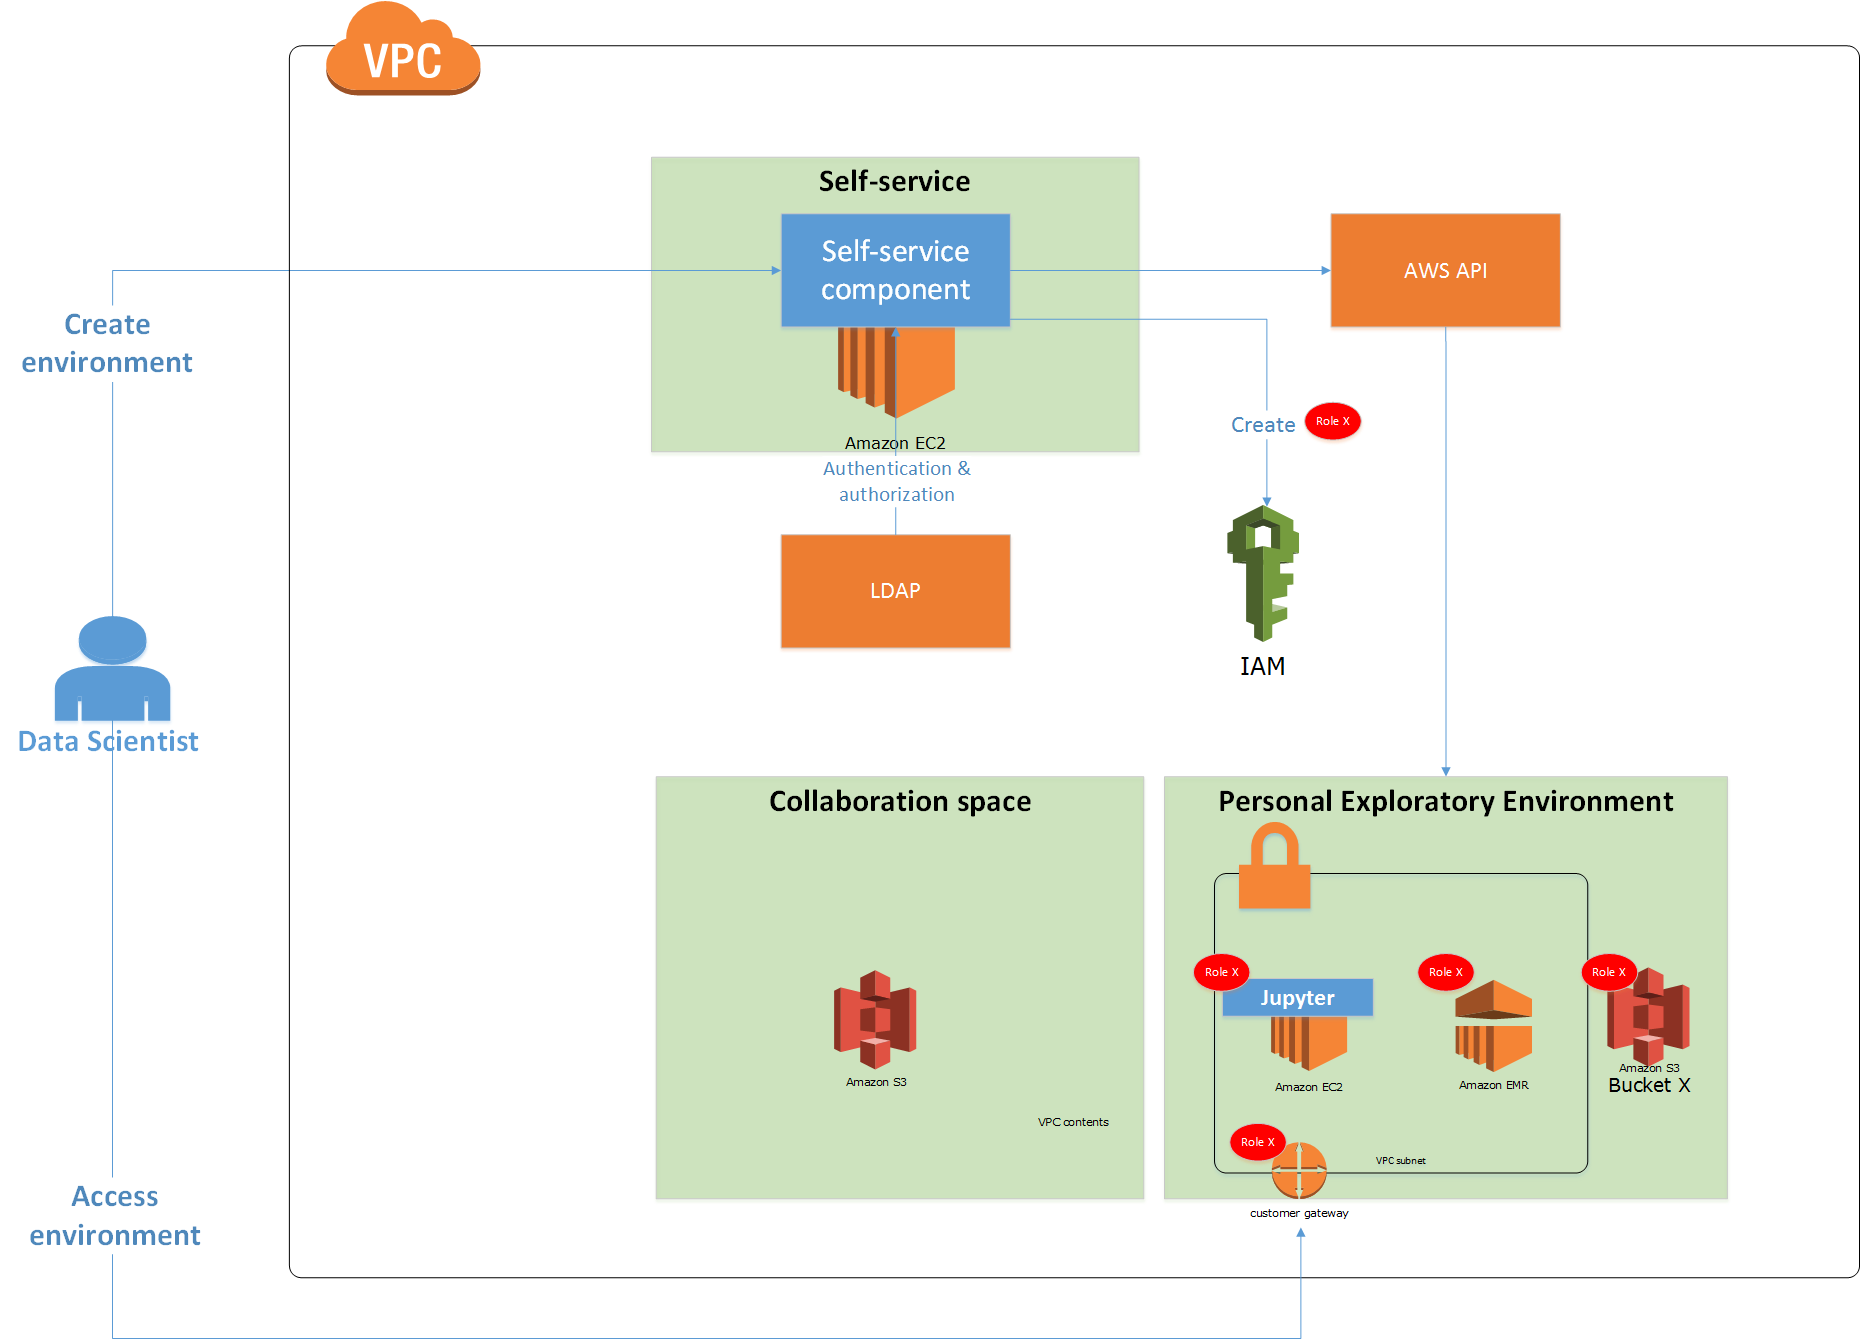 VPC
Self-service
Self-service
component
AWS API
Create
environment
Create
Role X
Amazon EC2
Authentication &
authorization
LDAP
IAM
Data Scientist
Collaboration space
Personal Exploratory Environment
Role X
Role X
Role X
Jupyter
Amazon S3
Amazon EC2
Amazon EMR
Amazon S3
Bucket X
VPC contents
Role X
VPC subnet
customer gateway
Access
environment